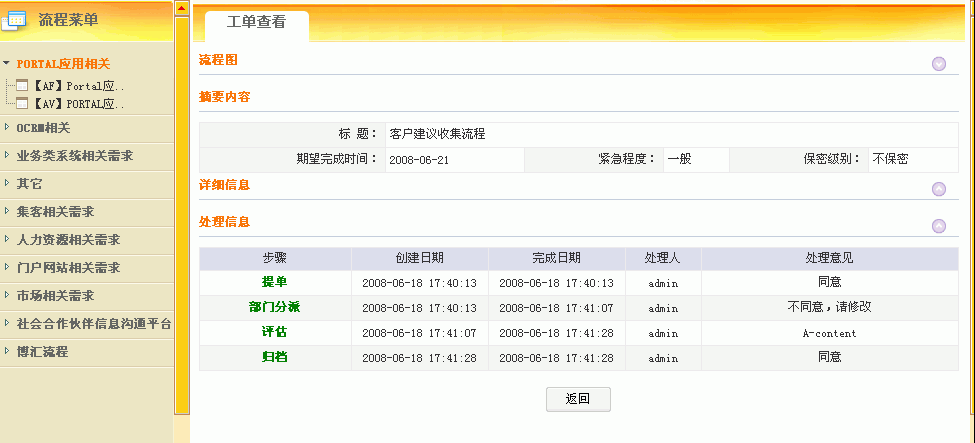 流程菜单
PORTAL应用相关
【AF】Portal应..
【AV】PORTAL应..
OCRM相关
业务类系统相关需求
其它
集客相关需求
人力资源相关需求
门户网站相关需求
市场相关需求
社会合作伙伴信息沟通平台
博汇流程
工单查看
流程图
摘要内容
标 题： 客户建议收集流程
期望完成时间： 2008-06-21 紧急程度： 一般 保密级别： 不保密
详细信息
处理信息
步骤 创建日期 完成日期 处理人 处理意见
提单 2008-06-18 17:40:13 2008-06-18 17:40:13 admin 同意
部门分派 2008-06-18 17:40:13 2008-06-18 17:41:07 admin 不同意，请修改
评估 2008-06-18 17:41:07 2008-06-18 17:41:28 admin A-content
归档 2008-06-18 17:41:28 2008-06-18 17:41:28 admin 同意
返回